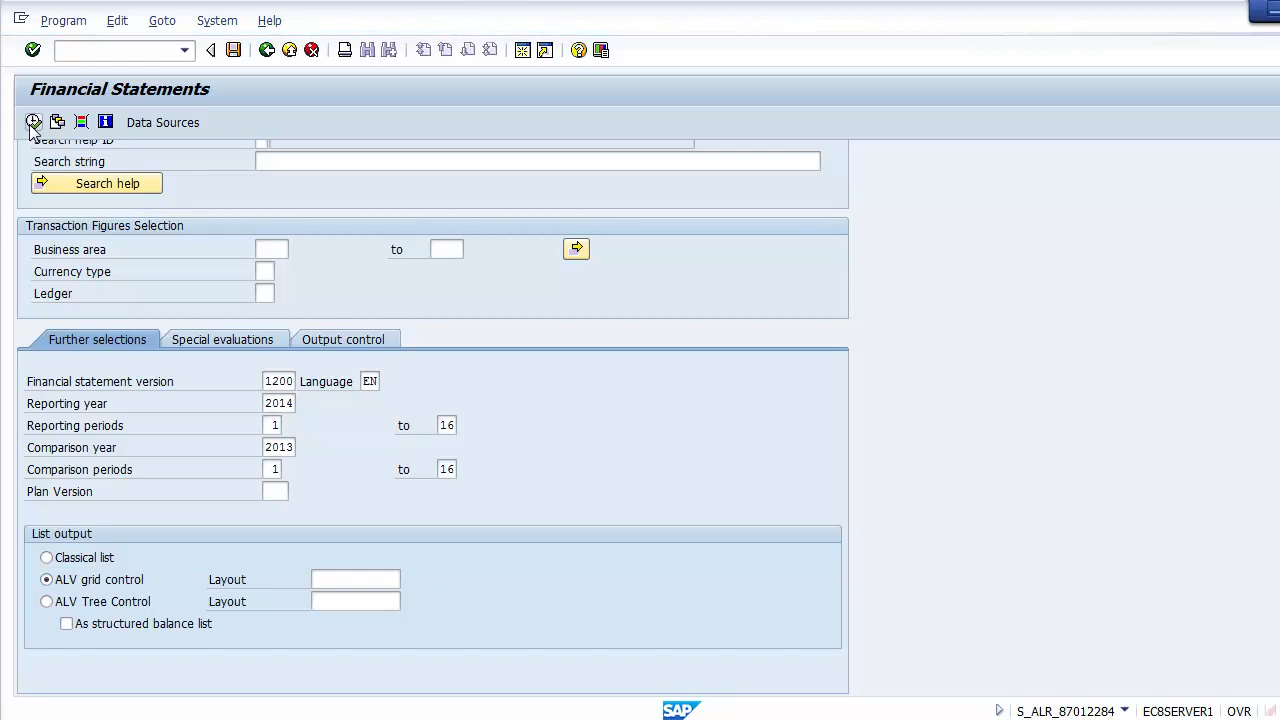 Program Edit Goto System Help
Financial Statements
Data Sources
Search help ID
Search string
Search help
Transaction Figures Selection
Business area to
Currency type
Ledger
Further selections Special evaluations Output control
Financial statement version 1200 Language EN
Reporting year 2014
Reporting periods 1 to 16
Comparison year 2013
Comparison periods 1 to 16
Plan Version
List output
Classical list
ALV grid control Layout
ALV Tree Control Layout
As structured balance list
SAP S_ALR_87012284 EC8SERVER1 OVR